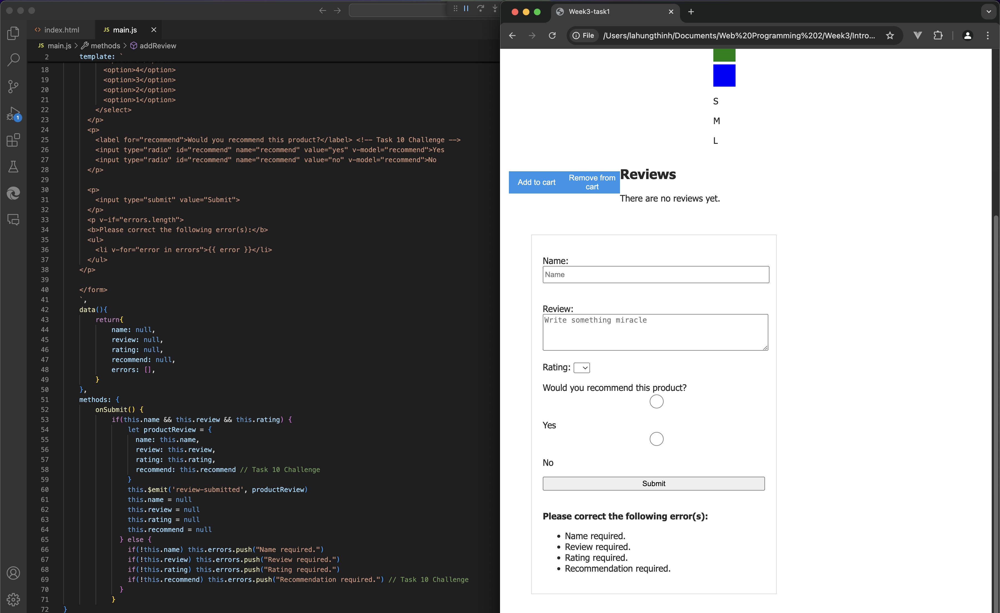 index.html
JS main.js
JS main.js > methods > addReview
2 template: `
18 <option>4</option>
19 <option>3</option>
20 <option>2</option>
21 <option>1</option>
22 </select>
23 </p>
24 <p>
25 <label for="recommend">Would you recommend this product?</label> <!-- Task 10 Challenge -->
26 <input type="radio" id="recommend" name="recommend" value="yes" v-model="recommend">Yes
27 <input type="radio" id="recommend" name="recommend" value="no" v-model="recommend">No
28 </p>
29
30 <p>
31 <input type="submit" value="Submit">
32 </p>
33 <p v-if="errors.length">
34 <b>Please correct the following error(s):</b>
35 <ul>
36 <li v-for="error in errors">{{ error }}</li>
37 </ul>
38 </p>
39
40 </form>
41 `,
42 data(){
43 return{
44 name: null,
45 review: null,
46 rating: null,
47 recommend: null,
48 errors: [],
49 }
50 },
51 methods: {
52 onSubmit() {
53 if(this.name && this.review && this.rating) {
54 let productReview = {
55 name: this.name,
56 review: this.review,
57 rating: this.rating,
58 recommend: this.recommend // Task 10 Challenge
59 }
60 this.$emit('review-submitted', productReview)
61 this.name = null
62 this.review = null
63 this.rating = null
64 this.recommend = null
65 } else {
66 if(!this.name) this.errors.push("Name required.")
67 if(!this.review) this.errors.push("Review required.")
68 if(!this.rating) this.errors.push("Rating required.")
69 if(!this.recommend) this.errors.push("Recommendation required.") // Task 10 Challenge
70 }
71 }
72 }
1
Week3-task1
File /Users/lahungthinh/Documents/Web%20Programming%202/Week3/Intro...
S
M
L
Add to cart
Remove from
cart
Reviews
There are no reviews yet.
Name:
Name
Review:
Write something miracle
Rating:
Would you recommend this product?
Yes
No
Submit
Please correct the following error(s):
• Name required.
• Review required.
• Rating required.
• Recommendation required.